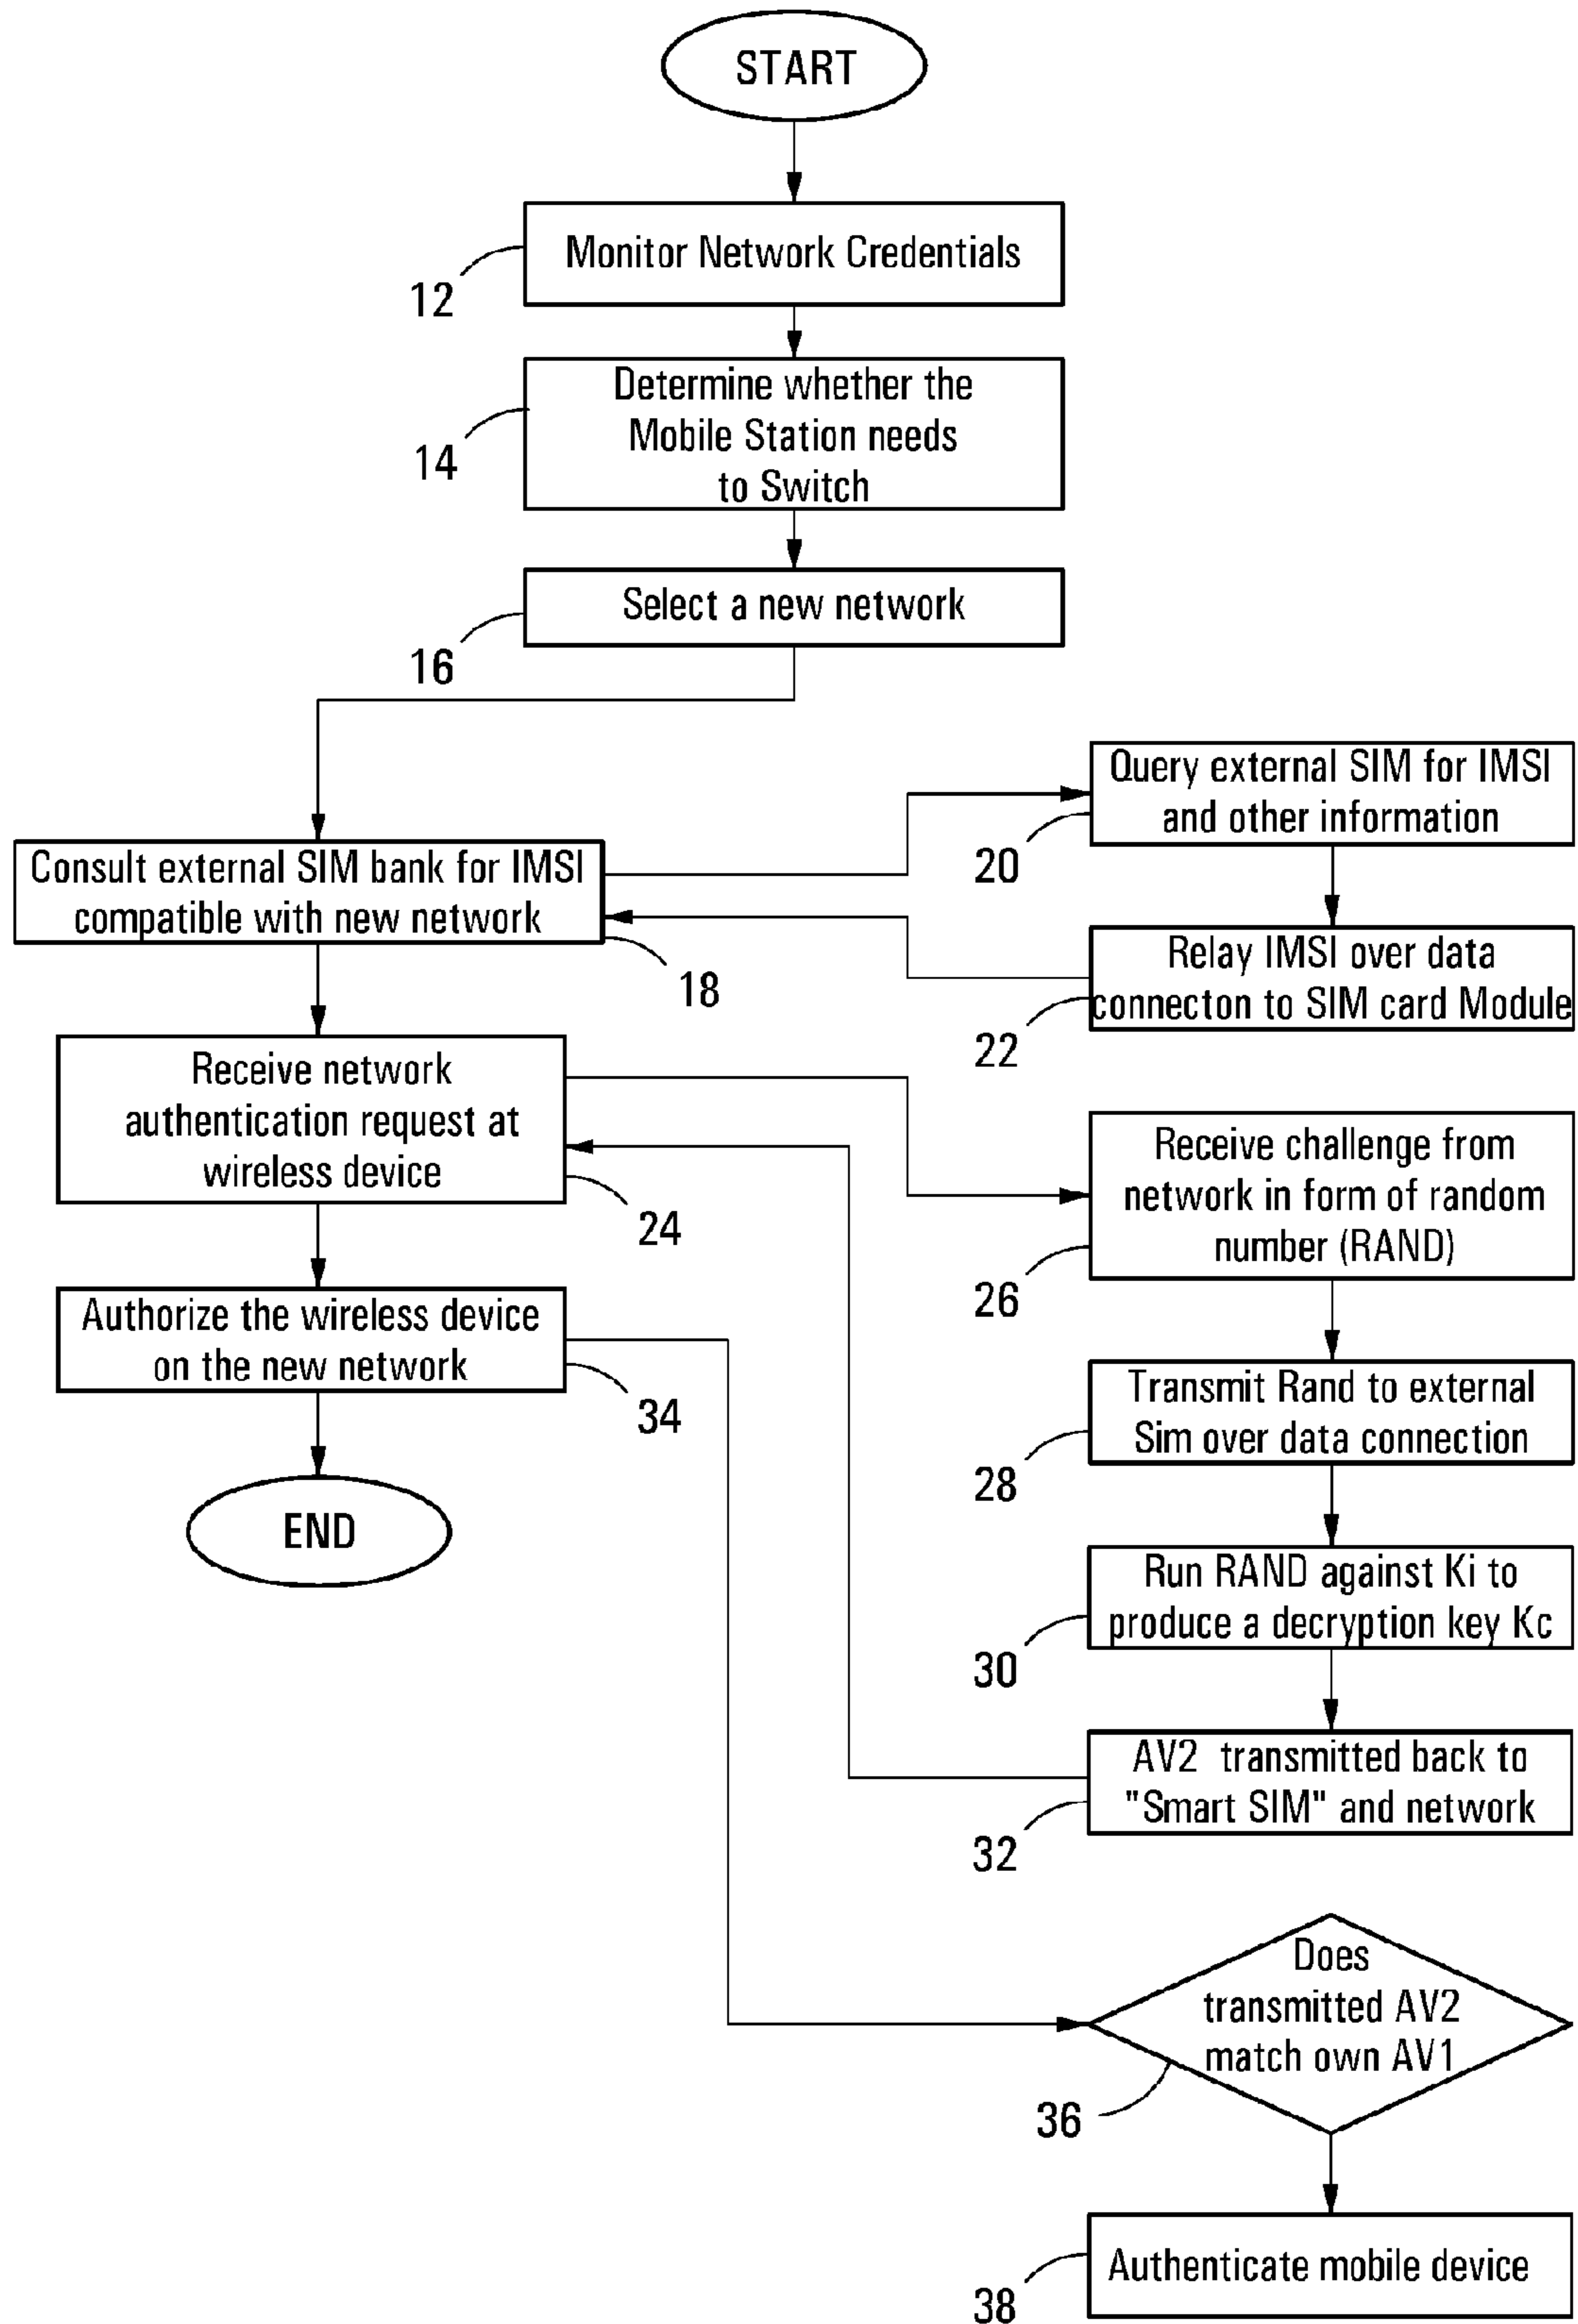 START
Monitor Network Credentials
12
Determine whether the
Mobile Station needs
to Switch
14
Select a new network
16
Query external SIM for IMSI
and other information
20
Consult external SIM bank for IMSI
compatible with new network
18
Relay IMSI over data
connecton to SIM card Module
22
Receive network
authentication request at
wireless device
24
Receive challenge from
network in form of random
number (RAND)
26
Authorize the wireless device
on the new network
34
Transmit Rand to external
Sim over data connection
28
END
Run RAND against Ki to
produce a decryption key Kc
30
AV2 transmitted back to
"Smart SIM" and network
32
Does
transmitted AV2
match own AV1
36
Authenticate mobile device
38